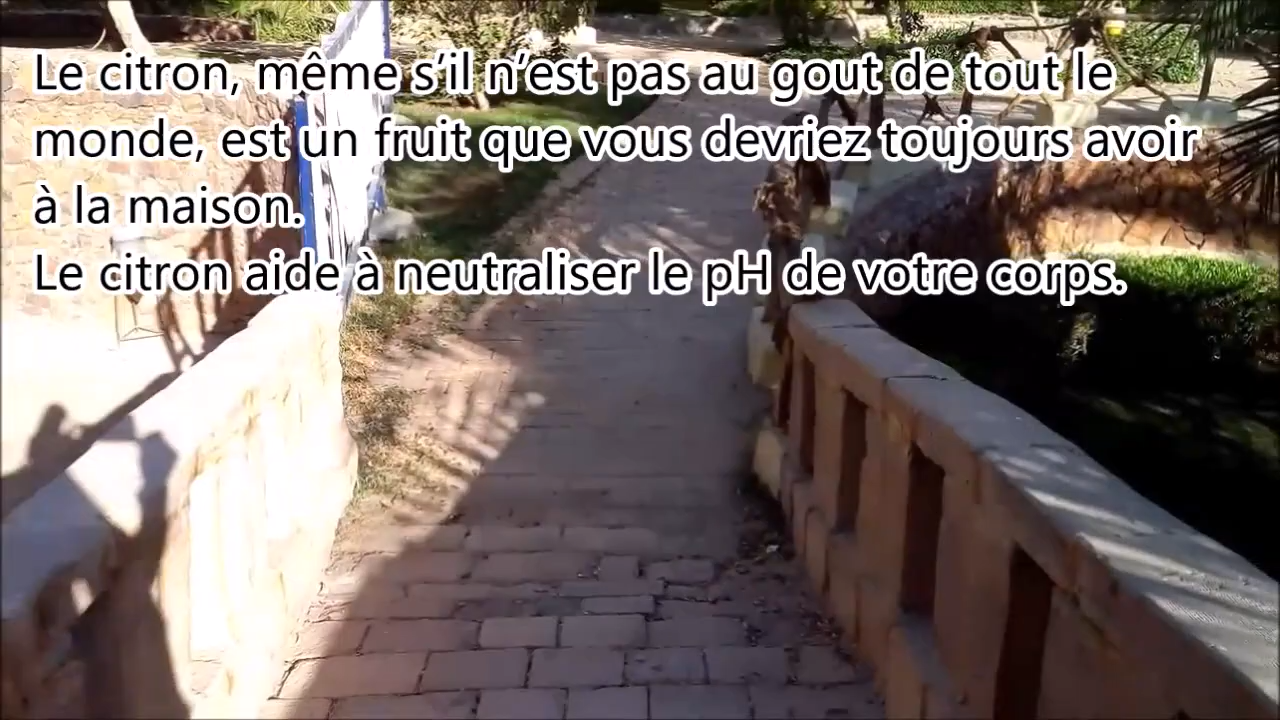 Le citron, même s’il n’est pas au gout de tout le
monde, est un fruit que vous devriez toujours avoir
à la maison.
Le citron aide à neutraliser le pH de votre corps.